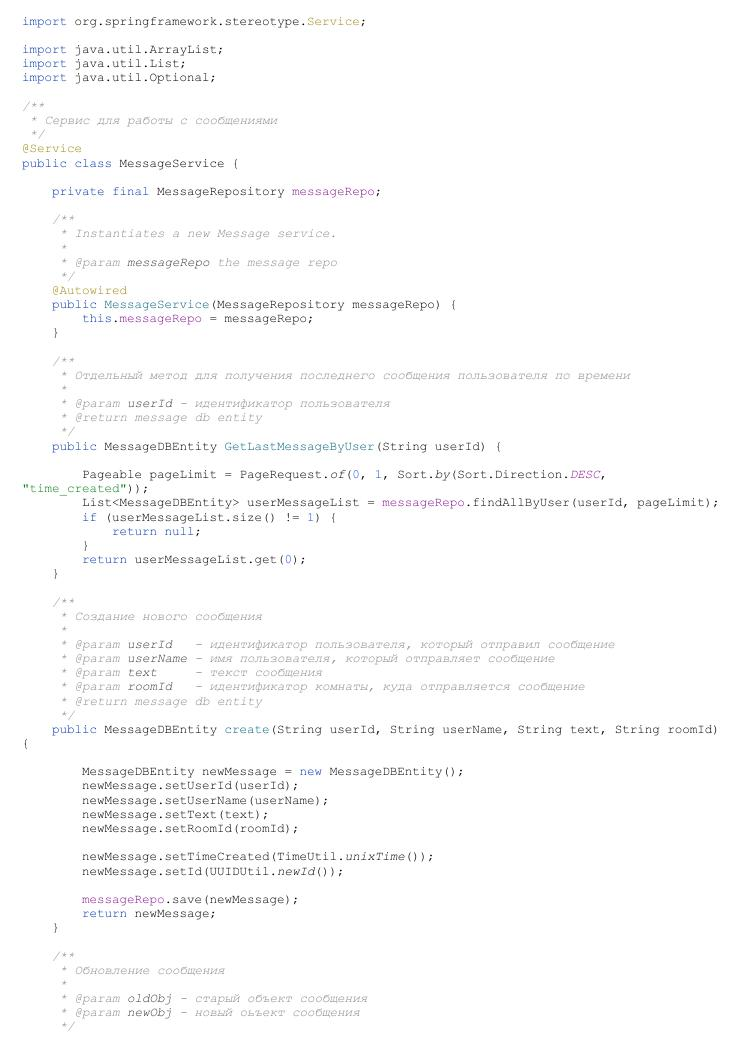 import org.springframework.stereotype.Service;

import java.util.ArrayList;
import java.util.List;
import java.util.Optional;

/**
 * Сервис для работы с сообщениями
 */
@Service
public class MessageService {

    private final MessageRepository messageRepo;

    /**
     * Instantiates a new Message service.
     *
     * @param messageRepo the message repo
     */
    @Autowired
    public MessageService(MessageRepository messageRepo) {
        this.messageRepo = messageRepo;
    }

    /**
     * Отдельный метод для получения последнего сообщения пользователя по времени
     *
     * @param userId - идентификатор пользователя
     * @return message db entity
     */
    public MessageDBEntity GetLastMessageByUser(String userId) {

        Pageable pageLimit = PageRequest.of(0, 1, Sort.by(Sort.Direction.DESC,
"time_created"));
        List<MessageDBEntity> userMessageList = messageRepo.findAllByUser(userId, pageLimit);
        if (userMessageList.size() != 1) {
            return null;
        }
        return userMessageList.get(0);
    }

    /**
     * Создание нового сообщения
     *
     * @param userId   - идентификатор пользователя, который отправил сообщение
     * @param userName - имя пользователя, который отправляет сообщение
     * @param text     - текст сообщения
     * @param roomId   - идентификатор комнаты, куда отправляется сообщение
     * @return message db entity
     */
    public MessageDBEntity create(String userId, String userName, String text, String roomId)
{

        MessageDBEntity newMessage = new MessageDBEntity();
        newMessage.setUserId(userId);
        newMessage.setUserName(userName);
        newMessage.setText(text);
        newMessage.setRoomId(roomId);

        newMessage.setTimeCreated(TimeUtil.unixTime());
        newMessage.setId(UUIDUtil.newId());

        messageRepo.save(newMessage);
        return newMessage;
    }

    /**
     * Обновление сообщения
     *
     * @param oldObj - старый объект сообщения
     * @param newObj - новый оьъект сообщения
     */